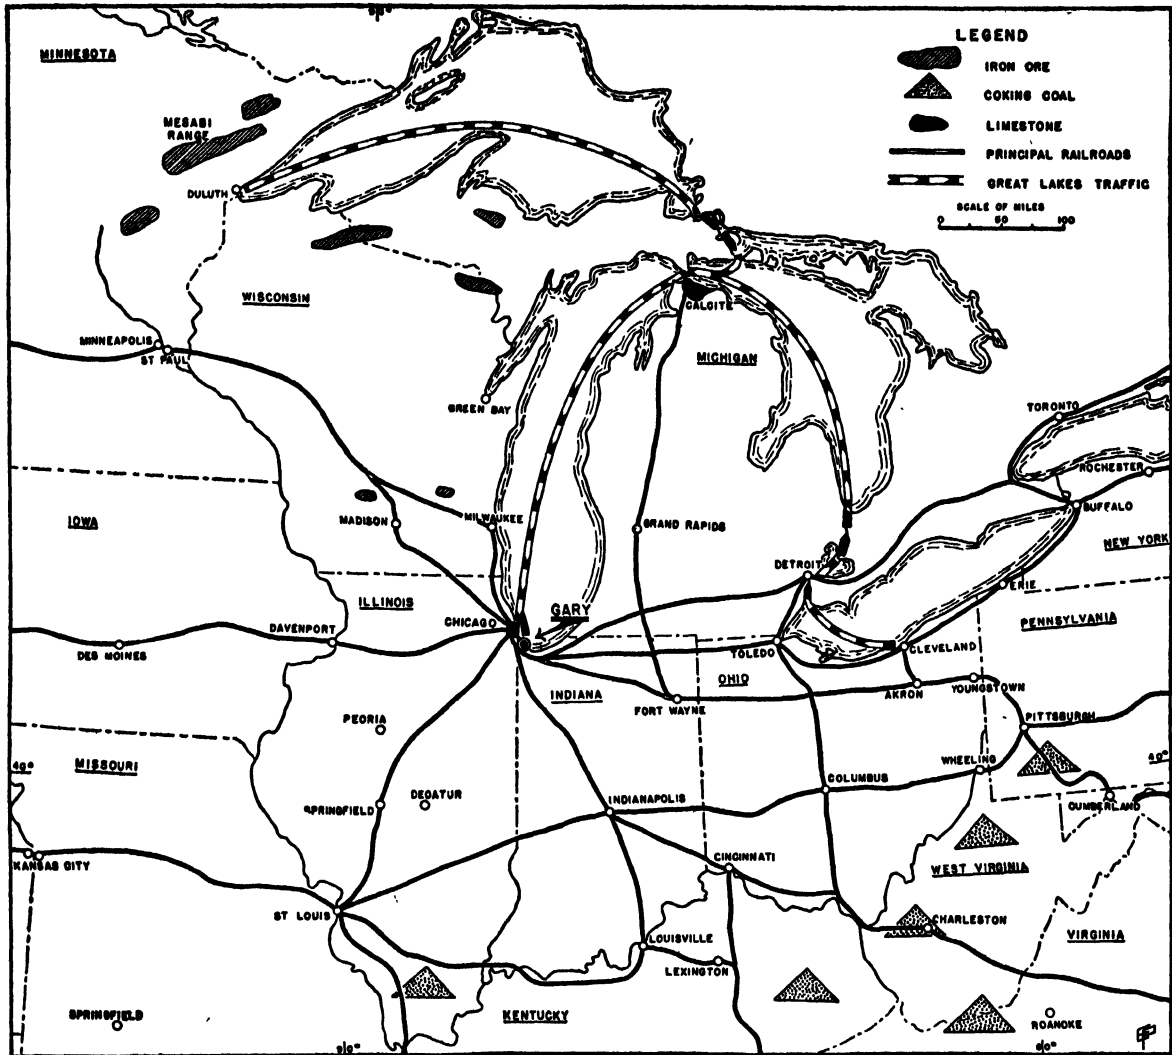 LEGEND
IRON ORE
COKING COAL
LIMESTONE
PRINCIPAL RAILROADS
GREAT LAKES TRAFFIC
SCALE OF MILES
0 50 100
MINNESOTA
MESABI
RANGE
DULUTH
WISCONSIN
CALCITE
MICHIGAN
MINNEAPOLIS
ST PAUL
GREEN BAY
TORONTO
ROCHESTER
BUFFALO
IOWA
MADISON
MILWAUKEE
GRAND RAPIDS
NEW YORK
DETROIT
ERIE
ILLINOIS
GARY
PENNSYLVANIA
DAVENPORT
CHICAGO
DES MOINES
TOLEDO
CLEVELAND
OHIO
INDIANA
AKRON
YOUNGSTOWN
FORT WAYNE
PEORIA
PITTSBURGH
40°
MISSOURI
WHEELING
40°
COLUMBUS
SPRINGFIELD
DECATUR
INDIANAPOLIS
CUMBERLAND
KANSAS CITY
CINCINNATI
WEST VIRGINIA
ST LOUIS
CHARLESTON
LOUISVILLE
VIRGINIA
LEXINGTON
SPRINGFIELD
KENTUCKY
ROANOKE
90°
80°